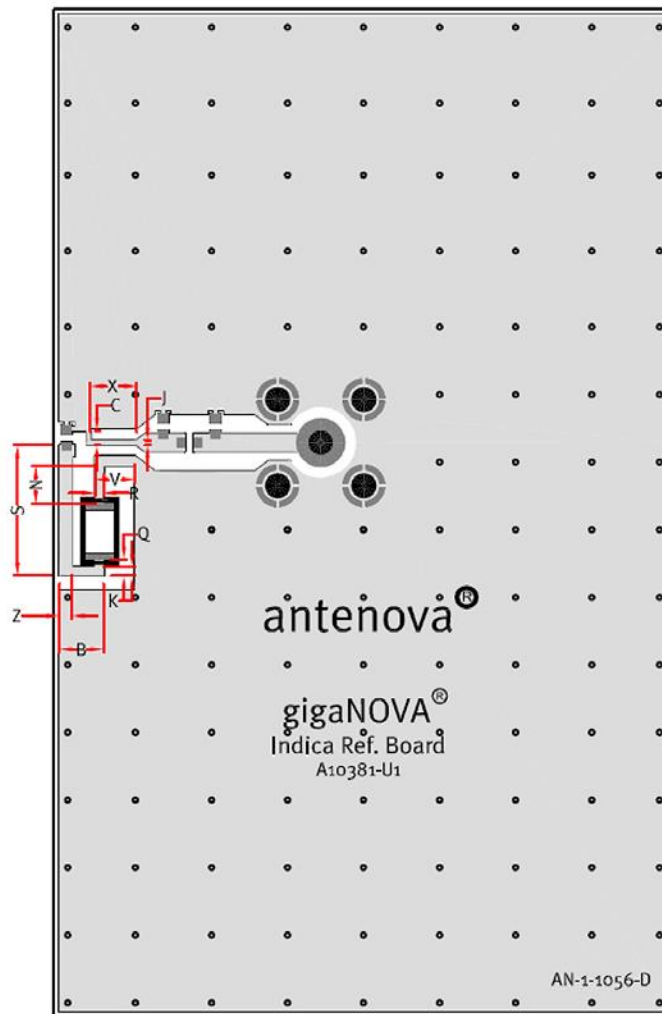 X
J
C
N
V
R
S
Q
K
Z
B
antenova®
gigaNOVA®
Indica Ref. Board
A10381-U1
AN-1-1056-D